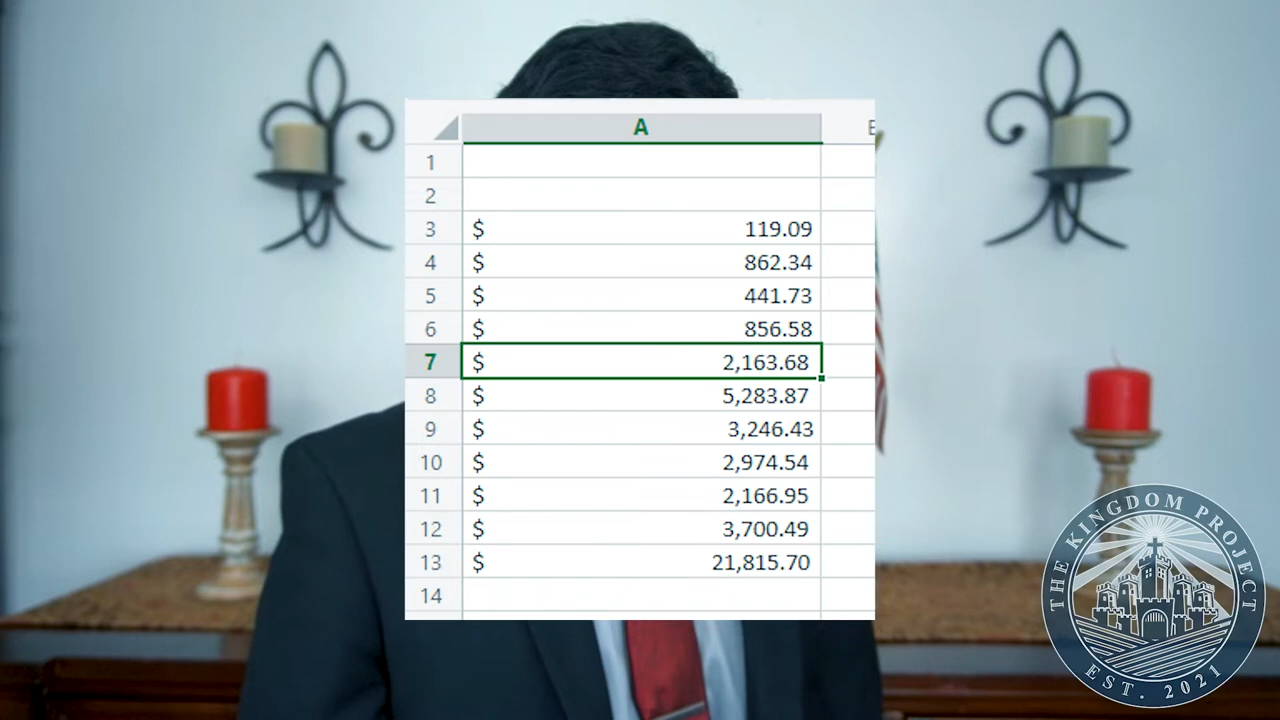 A
1
2
3 $ 119.09
4 $ 862.34
5 $ 441.73
6 $ 856.58
7 $ 2,163.68
8 $ 5,283.87
9 $ 3,246.43
10 $ 2,974.54
11 $ 2,166.95
12 $ 3,700.49
13 $ 21,815.70
14
THE KINGDOM PROJECT
EST. 2021